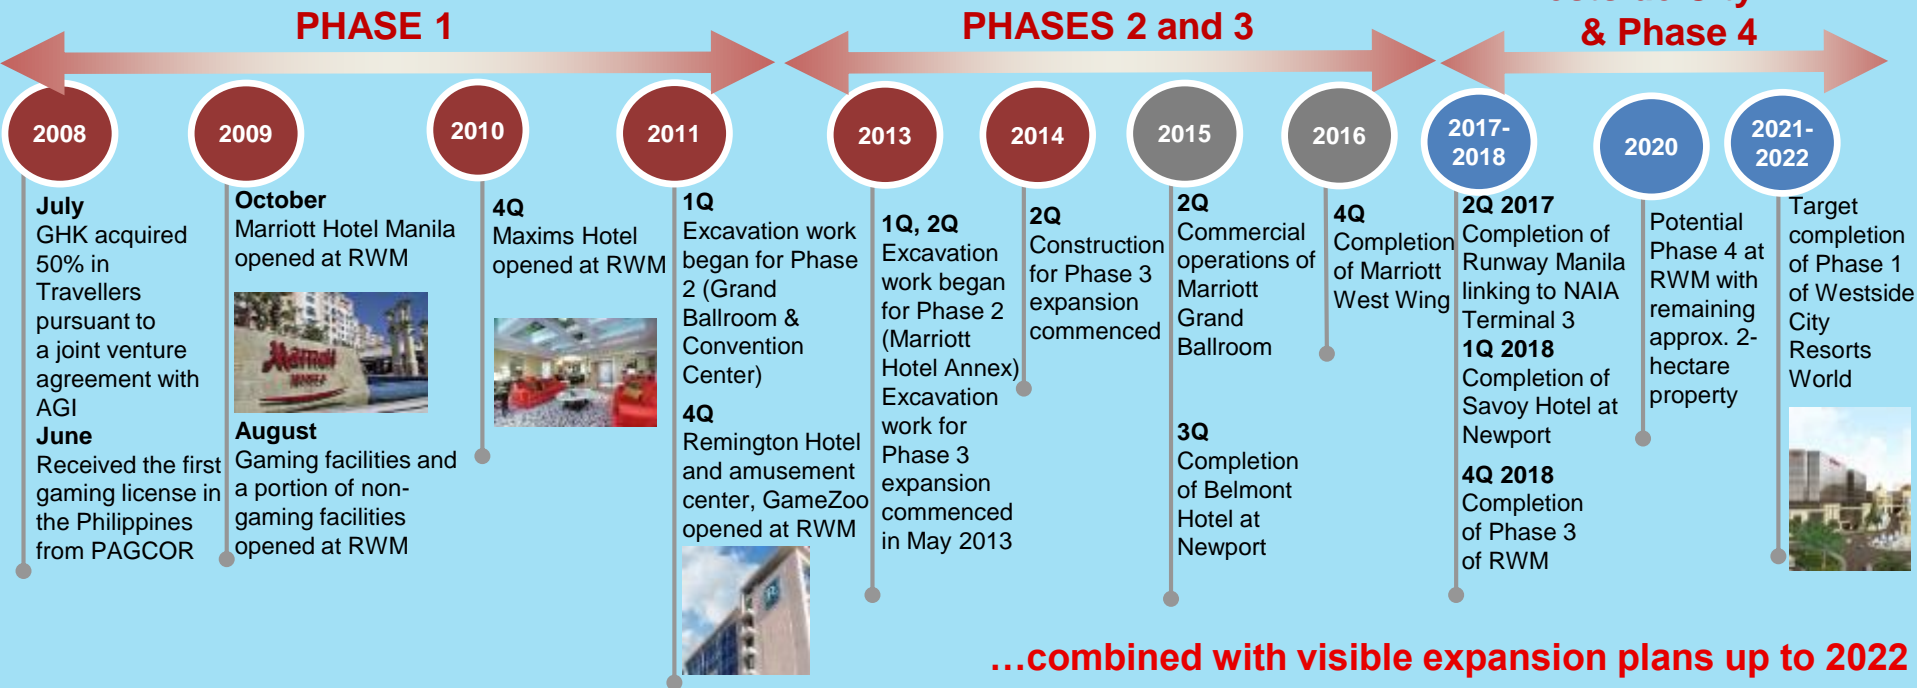 PHASE 1
PHASES 2 and 3
& Phase 4
2008
2009
2010
2011
2013
2014
2015
2016
2017-
2018
2020
2021-
2022
July
GHK acquired
50% in
Travellers
pursuant to
a joint venture
agreement with
AGI
June
Received the first
gaming license in
the Philippines
from PAGCOR
October
Marriott Hotel Manila
opened at RWM
Marriott
MANILA
August
Gaming facilities and
a portion of non-
gaming facilities
opened at RWM
4Q
Maxims Hotel
opened at RWM
1Q
Excavation work
began for Phase
2 (Grand
Ballroom &
Convention
Center)
4Q
Remington Hotel
and amusement
center, GameZoo
opened at RWM
R
1Q, 2Q
Excavation
work began
for Phase 2
(Marriott
Hotel Annex)
Excavation
work for
Phase 3
expansion
commenced
in May 2013
2Q
Construction
for Phase 3
expansion
commenced
2Q
Commercial
operations of
Marriott
Grand
Ballroom
3Q
Completion
of Belmont
Hotel at
Newport
4Q
Completion
of Marriott
West Wing
2Q 2017
Completion of
Runway Manila
linking to NAIA
Terminal 3
1Q 2018
Completion of
Savoy Hotel at
Newport
4Q 2018
Completion
of Phase 3
of RWM
Potential
Phase 4 at
RWM with
remaining
approx. 2-
hectare
property
Target
completion
of Phase 1
of Westside
City
Resorts
World
…combined with visible expansion plans up to 2022